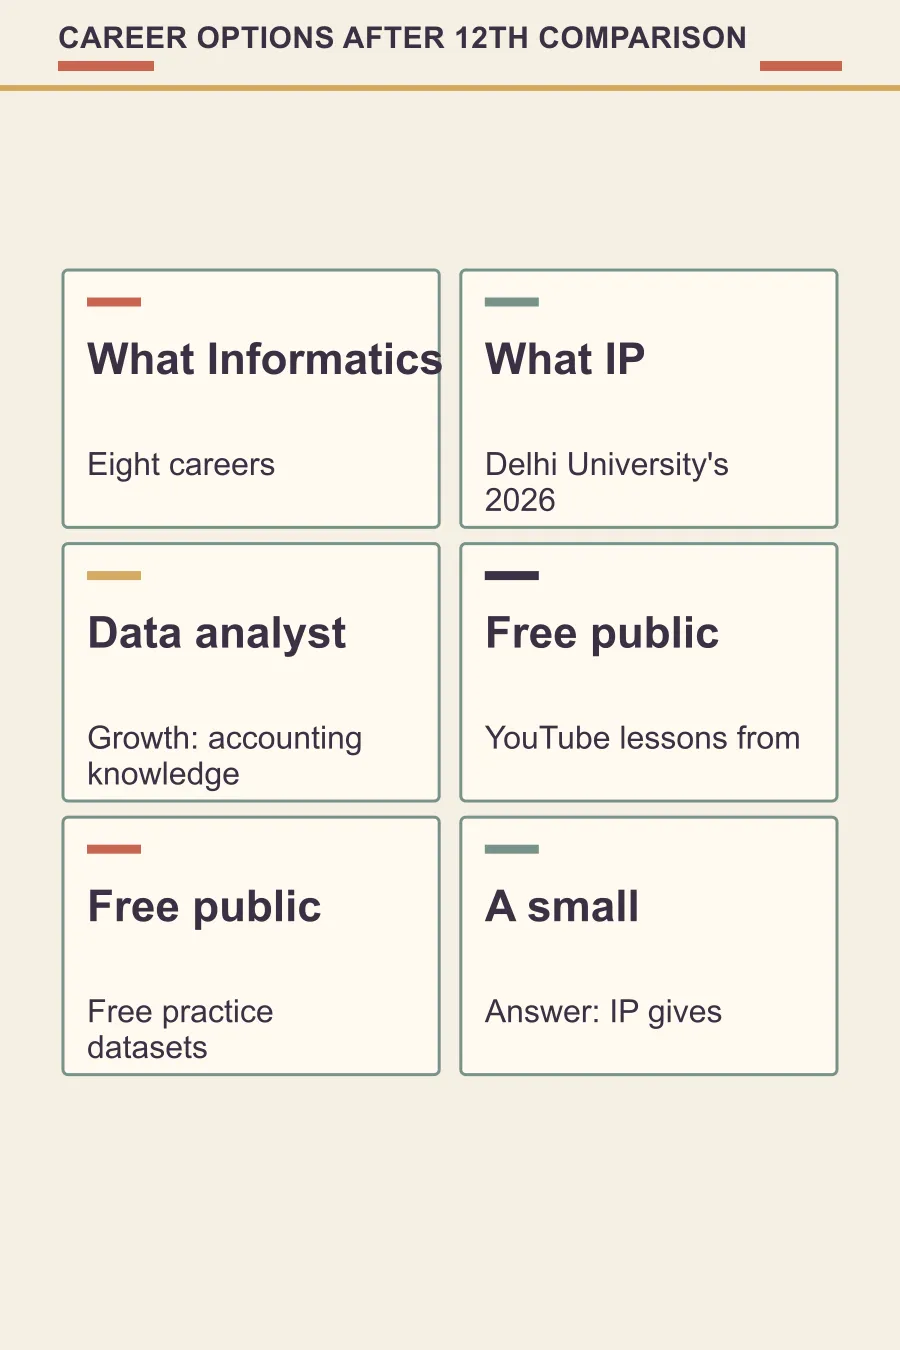 CAREER OPTIONS AFTER 12TH COMPARISON
What Informatics
Eight careers
What IP
Delhi University's
2026
Data analyst
Growth: accounting
knowledge
Free public
YouTube lessons from
Free public
Free practice
datasets
A small
Answer: IP gives